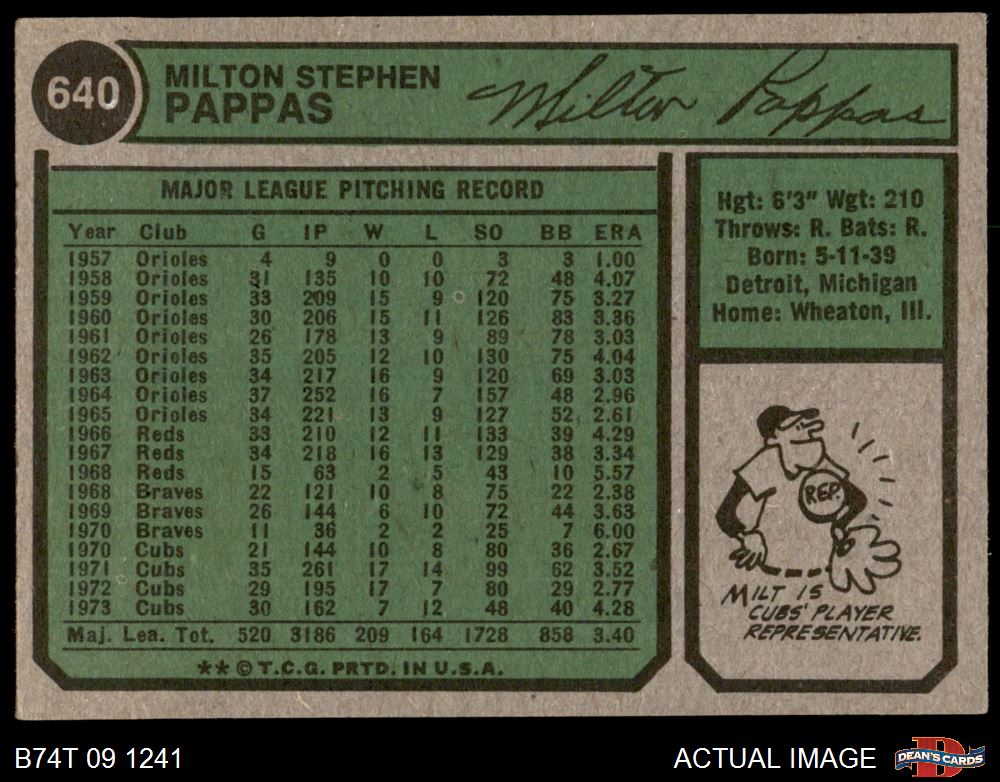 640
MILTON STEPHEN
PAPPAS
Milton Pappas
MAJOR LEAGUE PITCHING RECORD
Year Club G IP W L SO BB ERA
1957 Orioles 4 9 0 0 3 3 1.00
1958 Orioles 31 135 10 10 72 48 4.07
1959 Orioles 33 209 15 9 120 75 3.27
1960 Orioles 30 206 15 11 126 83 3.36
1961 Orioles 26 178 13 9 89 78 3.03
1962 Orioles 35 205 12 10 130 75 4.04
1963 Orioles 34 217 16 9 120 69 3.03
1964 Orioles 37 252 16 7 157 48 2.96
1965 Orioles 34 221 13 9 127 52 2.61
1966 Reds 33 210 12 11 133 39 4.29
1967 Reds 34 218 16 13 129 38 3.34
1968 Reds 15 63 2 5 43 10 5.57
1968 Braves 22 121 10 8 75 22 2.38
1969 Braves 26 144 6 10 72 44 3.63
1970 Braves 11 36 2 2 25 7 6.00
1970 Cubs 21 144 10 8 80 36 2.67
1971 Cubs 35 261 17 14 99 62 3.52
1972 Cubs 29 195 17 7 80 29 2.77
1973 Cubs 30 162 7 12 48 40 4.28
Maj. Lea. Tot. 520 3186 209 164 1728 858 3.40
**©T.C.G. PRTD. IN U.S.A.
Hgt: 6'3" Wgt: 210
Throws: R. Bats: R.
Born: 5-11-39
Detroit, Michigan
Home: Wheaton, Ill.
REP.
MILT IS
CUBS' PLAYER
REPRESENTATIVE.
B74T 09 1241
ACTUAL IMAGE
D
DEAN'S CARDS